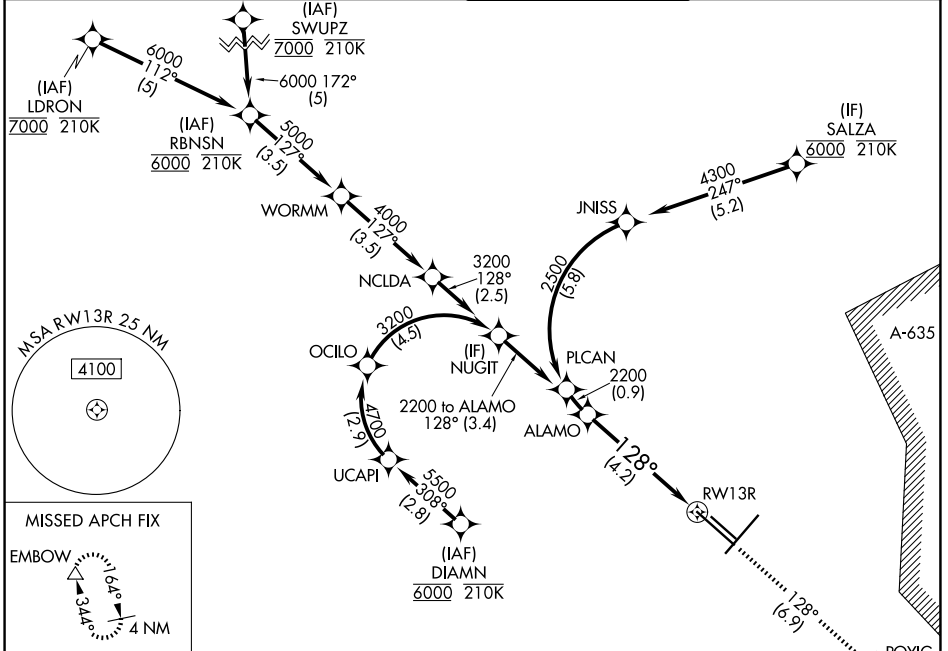 (IAF)
SWUPZ
7000 210K
6000
112°
(5)
(IAF)
LDRON
7000 210K
6000 172°
(5)
(IAF)
RBNSN
6000 210K
5000
127°
(3.5)
(IF)
SALZA
6000 210K
4300
247°
(5.2)
WORMM
4000
127°
(3.5)
JNISS
NCLDA
3200
128°
(2.5)
2500
(5.8)
MSA RW13R 25 NM
4100
A-635
OCILO
3200
(4.5)
(IF)
NUGIT
PLCAN
2200
(0.9)
2200 to ALAMO
128° (3.4)
ALAMO
4700
(2.9)
UCAPI
128°
(4.2)
5500
308°
(2.8)
RW13R
MISSED APCH FIX
EMBOW
164°
344°
4 NM
(IAF)
DIAMN
6000 210K
128°
(6.9)